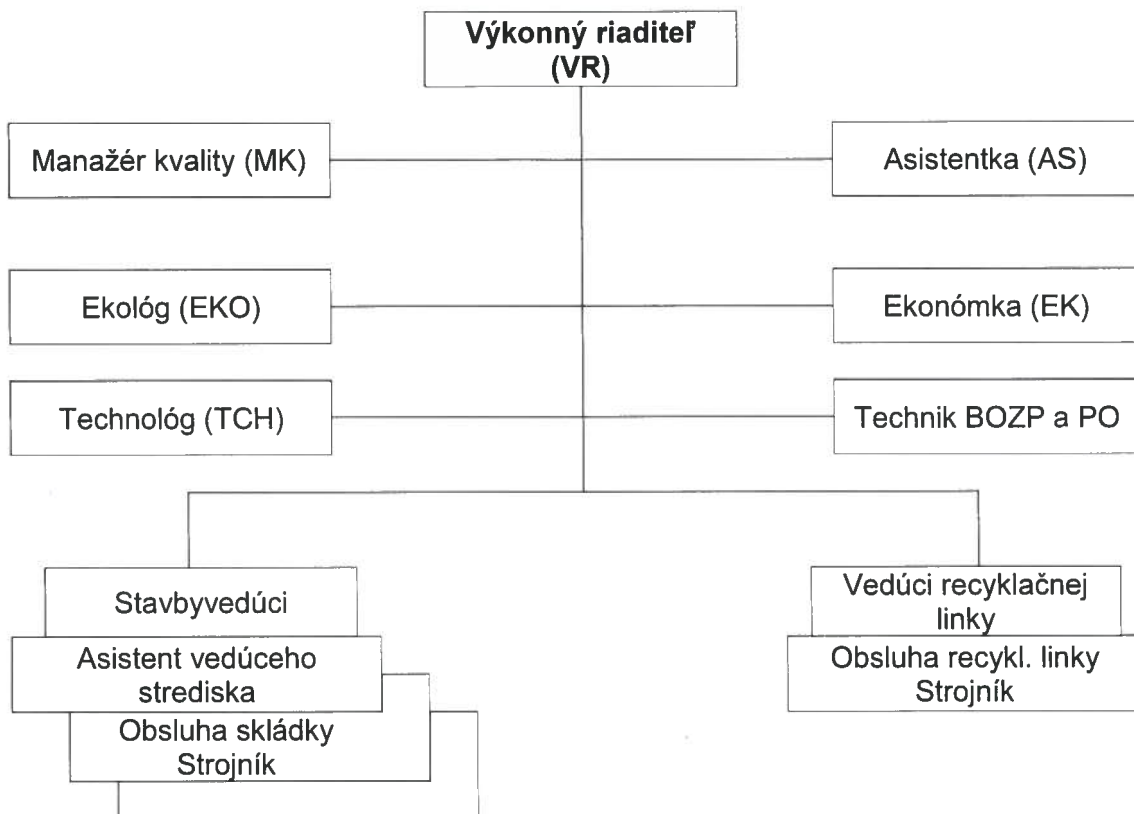 Výkonný riaditeľ
(VR)
Manažér kvality (MK)
Asistentka (AS)
Ekológ (EKO)
Ekonómka (EK)
Technológ (TCH)
Technik BOZP a PO
Stavbyvedúci
Vedúci recyklačnej
linky
Asistent vedúceho
strediska
Obsluha recykl. linky
Strojník
Obsluha skládky
Strojník